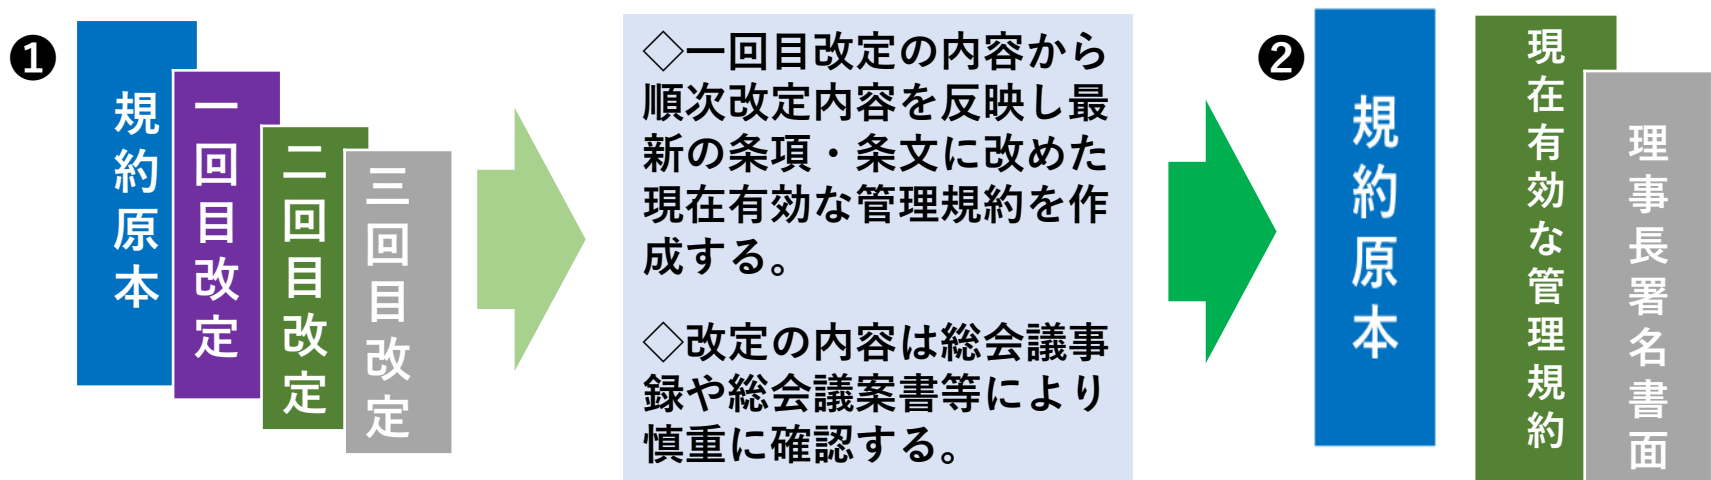 ❶
規約原本
一回目改定
二回目改定
三回目改定
◇一回目改定の内容から
順次改定内容を反映し最
新の条項・条文に改めた
現在有効な管理規約を作
成する。
◇改定の内容は総会議事
録や総会議案書等により
慎重に確認する。
❷
規約原本
現在有効な管理規約
理事長署名書面